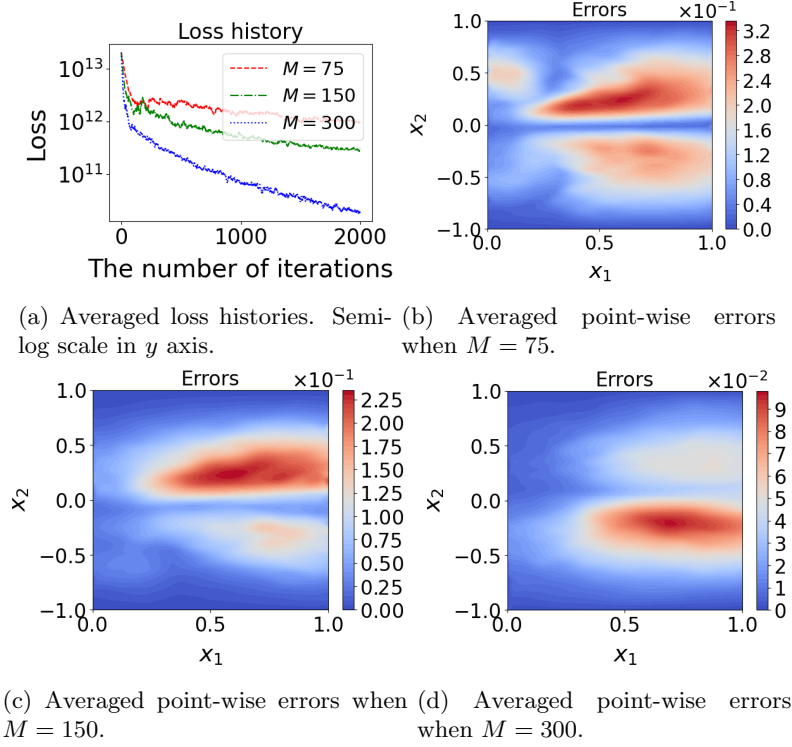 Loss history
10^13
10^12
10^11
Loss
M = 75
M = 150
M = 300
0 1000 2000
The number of iterations
Errors ×10^−1
1.0
0.5
0.0
−0.5
−1.0
x_2
0.0 0.5 1.0
x_1
3.2
2.8
2.4
2.0
1.6
1.2
0.8
0.4
0.0
(a) Averaged loss histories. Semi-
log scale in y axis.
(b) Averaged point-wise errors
when M = 75.
Errors ×10^−1
1.0
0.5
0.0
−0.5
−1.0
x_2
0.0 0.5 1.0
x_1
2.25
2.00
1.75
1.50
1.25
1.00
0.75
0.50
0.25
0.00
Errors ×10^−2
1.0
0.5
0.0
−0.5
−1.0
x_2
0.0 0.5 1.0
x_1
9
8
7
6
5
4
3
2
1
0
(c) Averaged point-wise errors when
M = 150.
(d) Averaged point-wise errors
when M = 300.